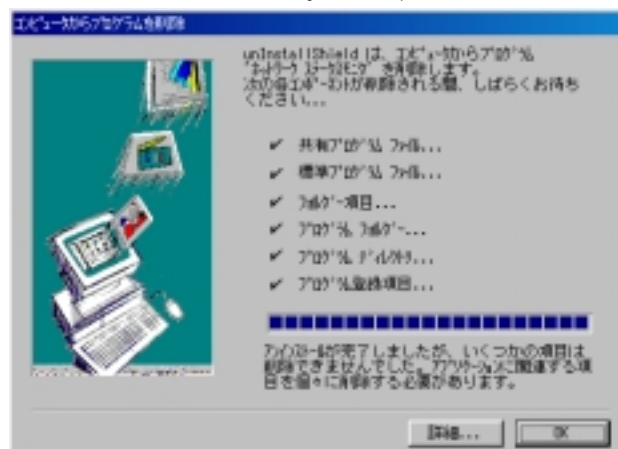 コンピュータからプログラムを削除
unInstallShield は、コンピュータからプログラム
'ネットワーク ステータスモニタ' を削除します。
次の各コンポーネントが削除される間、しばらくお待ち
ください...
✔ 共有プログラム ファイル...
✔ 標準プログラム ファイル...
✔ フォルダー項目...
✔ プログラム フォルダー...
✔ プログラム ディレクトリ...
✔ プログラム登録項目...
アンインストールが完了しましたが、いくつかの項目は
削除できませんでした。アプリケーションに関連する項
目を個々に削除する必要があります。
詳細...
OK